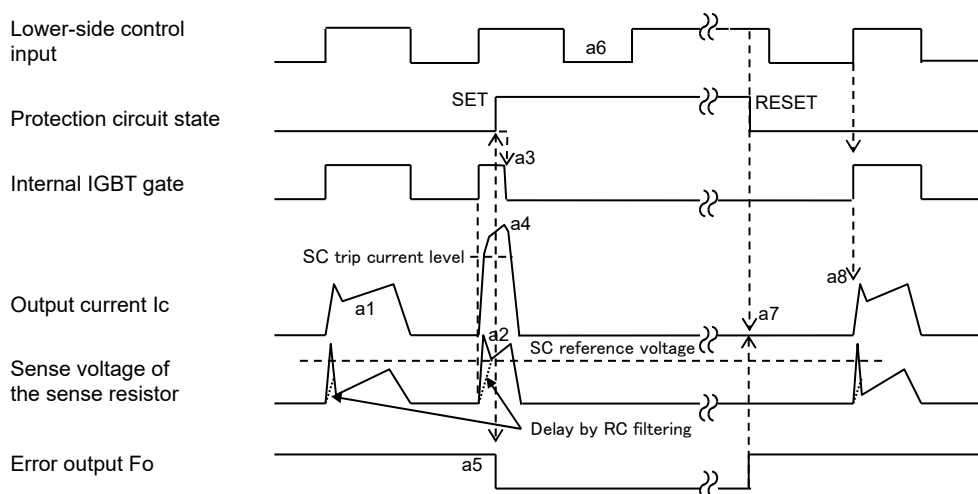 Lower-side control
input
a6
SET
RESET
Protection circuit state
a3
Internal IGBT gate
a4
SC trip current level
a8
Output current Ic
a1
a7
a2
SC reference voltage
Sense voltage of
the sense resistor
Delay by RC filtering
Error output Fo
a5